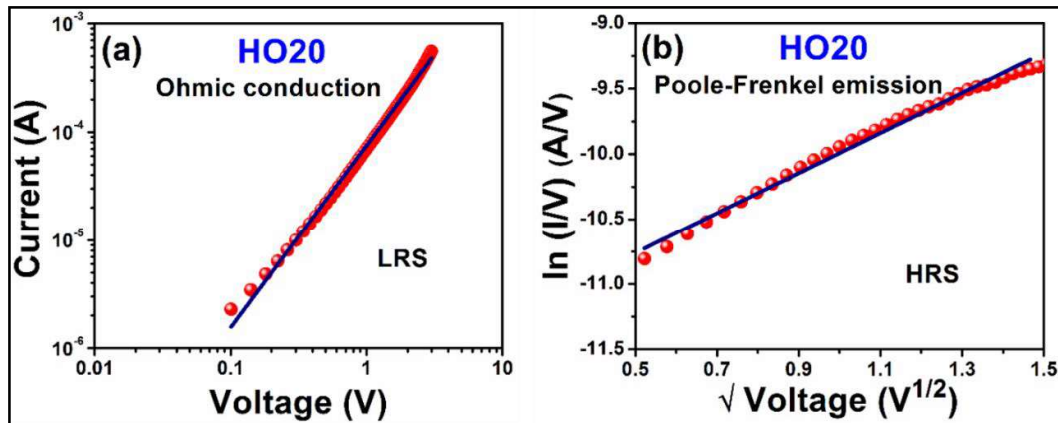 (a) HO20
Ohmic conduction
LRS
10⁻³
10⁻⁴
10⁻⁵
10⁻⁶
Current (A)
0.01 0.1 1 10
Voltage (V)
(b) HO20
Poole-Frenkel emission
HRS
-9.0
-9.5
-10.0
-10.5
-11.0
-11.5
ln (I/V) (A/V)
0.5 0.7 0.9 1.1 1.3 1.5
√ Voltage (V^1/2)